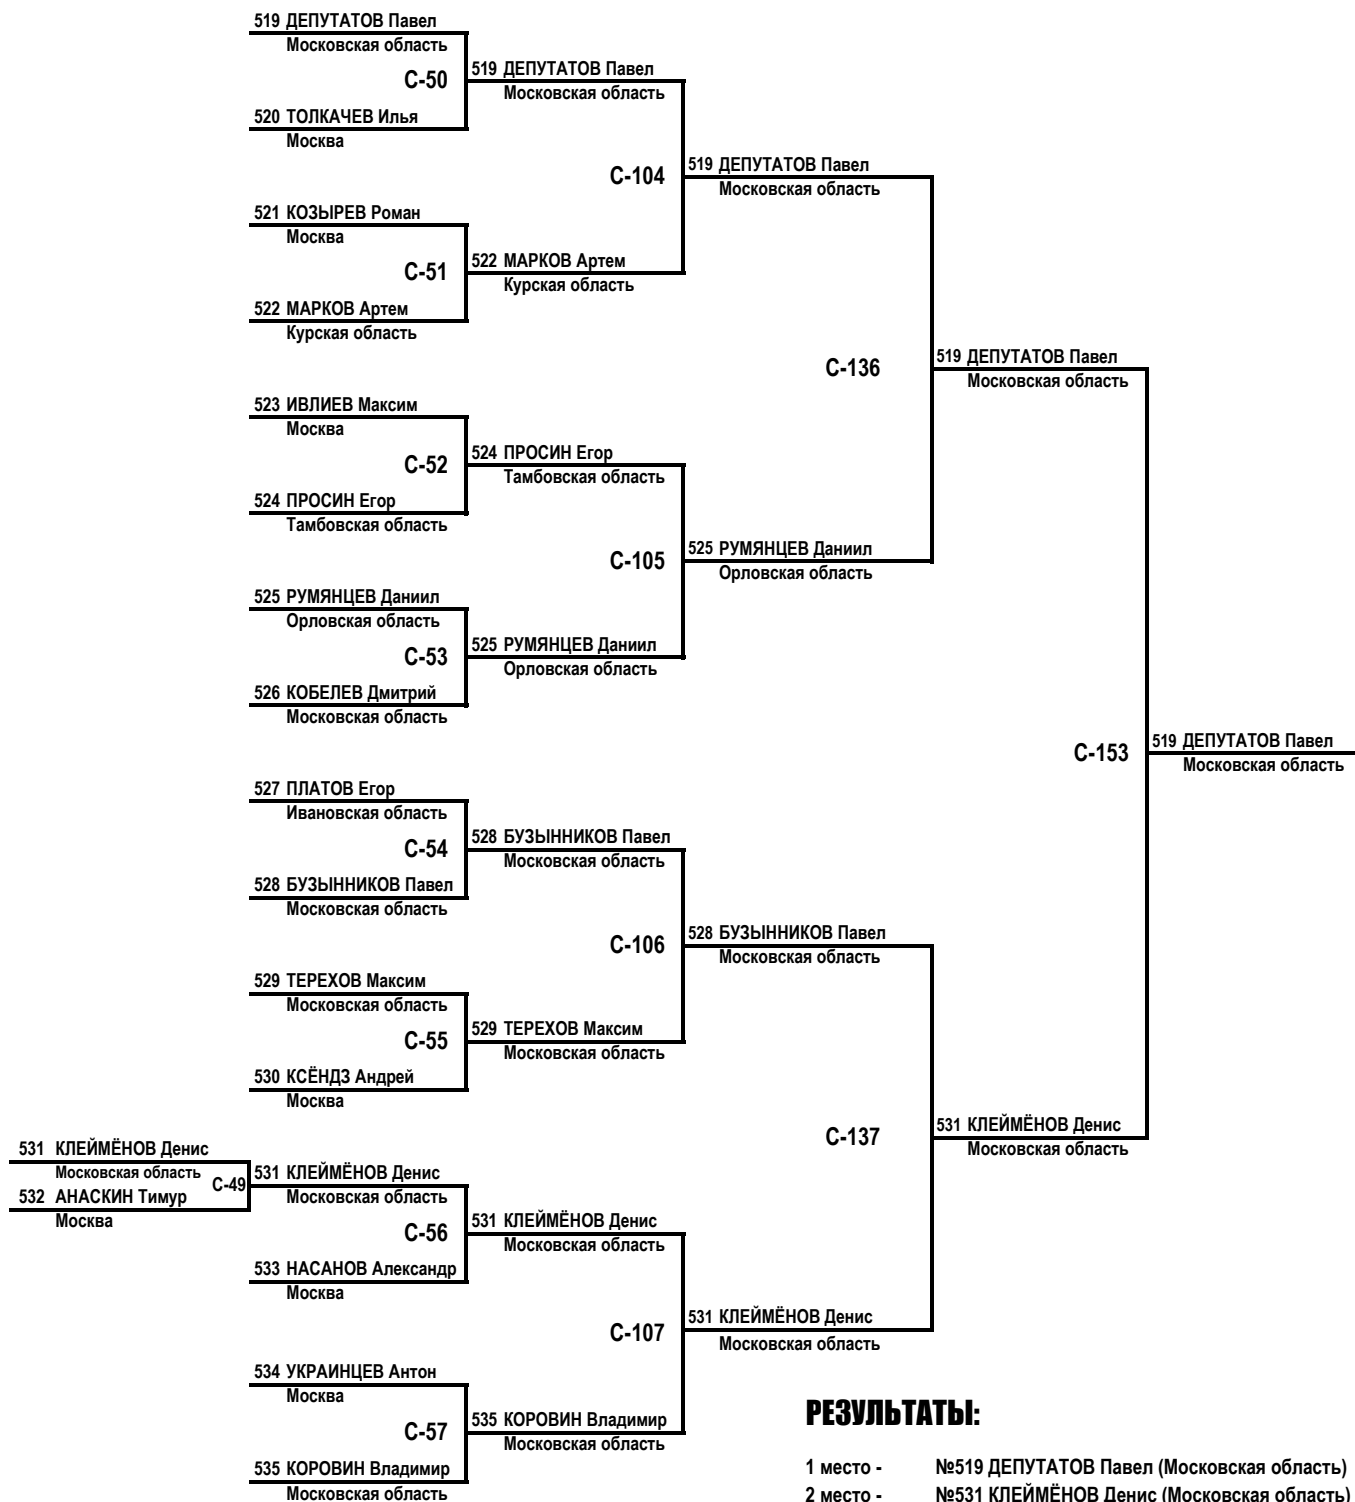 519 ДЕПУТАТОВ Павел
Московская область
С-50
519 ДЕПУТАТОВ Павел
Московская область
520 ТОЛКАЧЕВ Илья
Москва
С-104
519 ДЕПУТАТОВ Павел
Московская область
521 КОЗЫРЕВ Роман
Москва
С-51
522 МАРКОВ Артем
Курская область
522 МАРКОВ Артем
Курская область
С-136
519 ДЕПУТАТОВ Павел
Московская область
523 ИВЛИЕВ Максим
Москва
С-52
524 ПРОСИН Егор
Тамбовская область
524 ПРОСИН Егор
Тамбовская область
С-105
525 РУМЯНЦЕВ Даниил
Орловская область
525 РУМЯНЦЕВ Даниил
Орловская область
С-53
525 РУМЯНЦЕВ Даниил
Орловская область
526 КОБЕЛЕВ Дмитрий
Московская область
С-153
519 ДЕПУТАТОВ Павел
Московская область
527 ПЛАТОВ Егор
Ивановская область
С-54
528 БУЗЫННИКОВ Павел
Московская область
528 БУЗЫННИКОВ Павел
Московская область
С-106
528 БУЗЫННИКОВ Павел
Московская область
529 ТЕРЕХОВ Максим
Московская область
С-55
529 ТЕРЕХОВ Максим
Московская область
530 КСЁНДЗ Андрей
Москва
С-137
531 КЛЕЙМЁНОВ Денис
Московская область
531 КЛЕЙМЁНОВ Денис
Московская область
С-49
532 АНАСКИН Тимур
Москва
531 КЛЕЙМЁНОВ Денис
Московская область
С-56
531 КЛЕЙМЁНОВ Денис
Московская область
533 НАСАНОВ Александр
Москва
С-107
531 КЛЕЙМЁНОВ Денис
Московская область
534 УКРАИНЦЕВ Антон
Москва
С-57
535 КОРОВИН Владимир
Московская область
535 КОРОВИН Владимир
Московская область
РЕЗУЛЬТАТЫ:
1 место - №519 ДЕПУТАТОВ Павел (Московская область)
2 место - №531 КЛЕЙМЁНОВ Денис (Московская область)